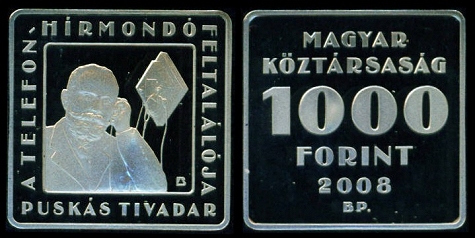 A TELEFON-
HÍRMONDÓ
FELTALÁLÓJA
PUSKÁS TIVADAR
B
MAGYAR
KÖZTÁRSASÁG
1000
FORINT
2008
BP.